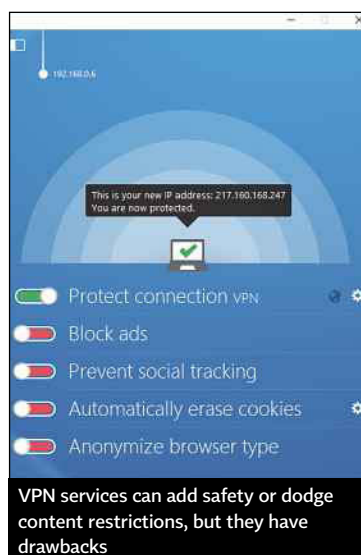 192.168.0.6
This is your new IP address: 217.160.168.247
You are now protected.
Protect connection VPN
Block ads
Prevent social tracking
Automatically erase cookies
Anonymize browser type
VPN services can add safety or dodge
content restrictions, but they have
drawbacks